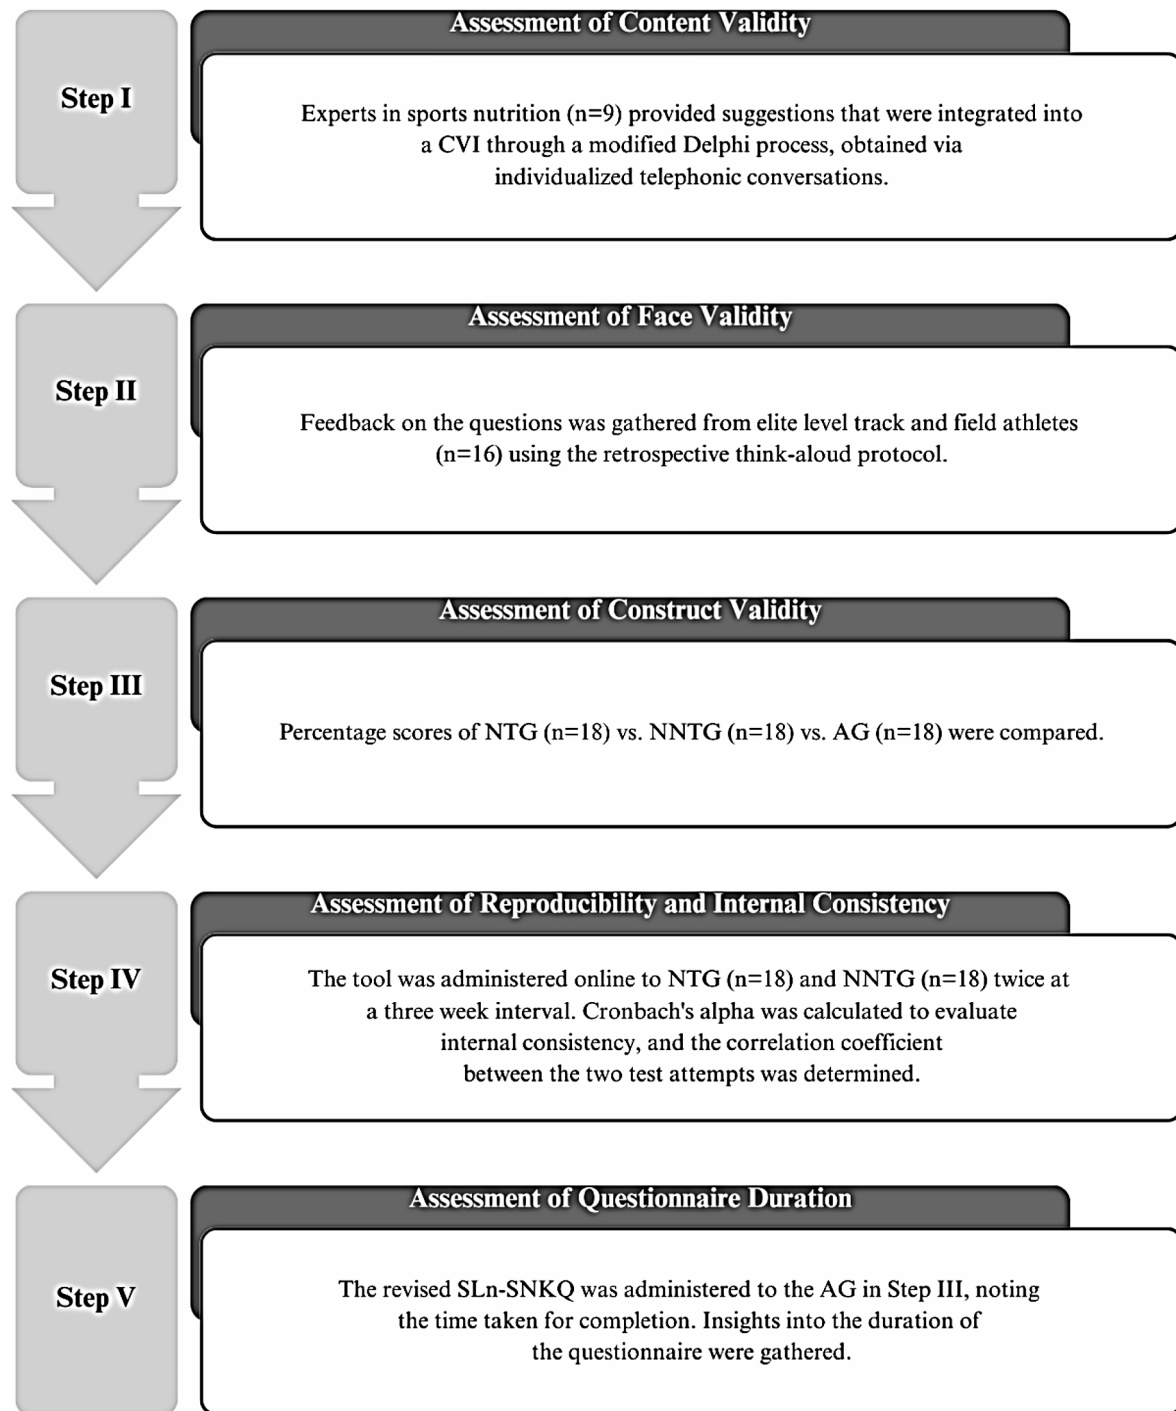 Assessment of Content Validity
Step I
Experts in sports nutrition (n=9) provided suggestions that were integrated into
a CVI through a modified Delphi process, obtained via
individualized telephonic conversations.
Assessment of Face Validity
Step II
Feedback on the questions was gathered from elite level track and field athletes
(n=16) using the retrospective think-aloud protocol.
Assessment of Construct Validity
Step III
Percentage scores of NTG (n=18) vs. NNTG (n=18) vs. AG (n=18) were compared.
Assessment of Reproducibility and Internal Consistency
Step IV
The tool was administered online to NTG (n=18) and NNTG (n=18) twice at
a three week interval. Cronbach's alpha was calculated to evaluate
internal consistency, and the correlation coefficient
between the two test attempts was determined.
Assessment of Questionnaire Duration
Step V
The revised SLn-SNKQ was administered to the AG in Step III, noting
the time taken for completion. Insights into the duration of
the questionnaire were gathered.